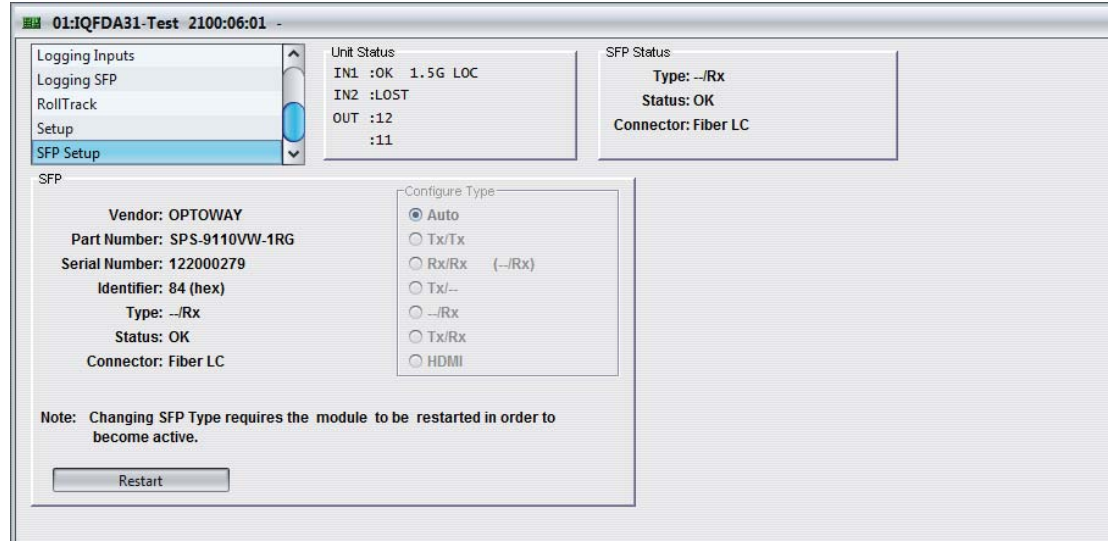 01:IQFDA31-Test 2100:06:01 -
Logging Inputs
Logging SFP
RollTrack
Setup
SFP Setup
Unit Status
IN1 :OK 1.5G LOC
IN2 :LOST
OUT :12
:11
SFP Status
Type: --/Rx
Status: OK
Connector: Fiber LC
SFP
Vendor: OPTOWAY
Part Number: SPS-9110VW-1RG
Serial Number: 122000279
Identifier: 84 (hex)
Type: --/Rx
Status: OK
Connector: Fiber LC
Configure Type
Auto
Tx/Tx
Rx/Rx (--/Rx)
Tx/--
--/Rx
Tx/Rx
HDMI
Note: Changing SFP Type requires the module to be restarted in order to
become active.
Restart